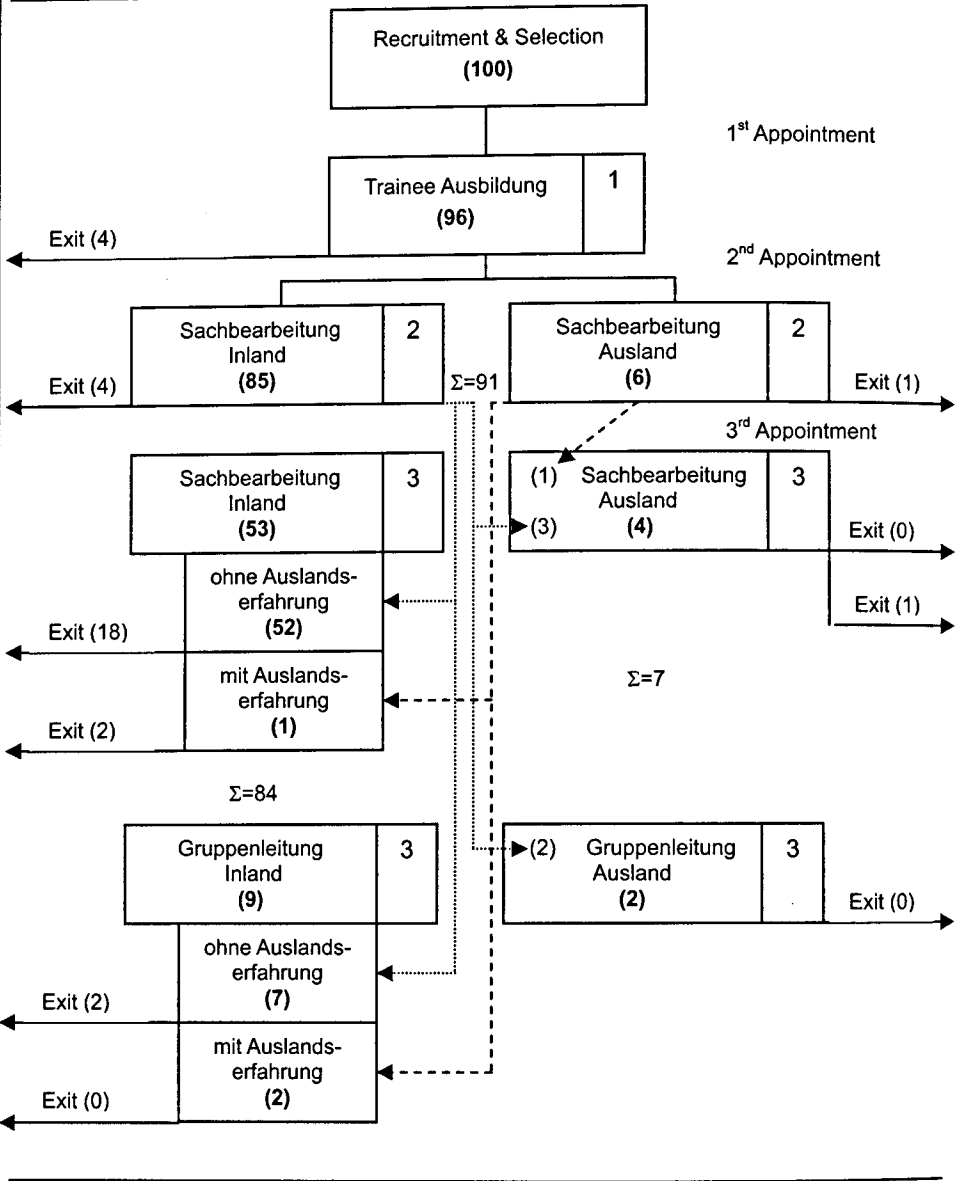 Recruitment & Selection
(100)
1st Appointment
Trainee Ausbildung
(96)
1
Exit (4)
2nd Appointment
Sachbearbeitung
Inland
(85)
2
Exit (4)
Σ=91
Sachbearbeitung
Ausland
(6)
2
Exit (1)
3rd Appointment
Sachbearbeitung
Inland
(53)
3
(1) Sachbearbeitung
Ausland
(3) (4)
3
Exit (0)
Exit (1)
ohne Auslands-
erfahrung
(52)
Exit (18)
mit Auslands-
erfahrung
(1)
Exit (2)
Σ=7
Σ=84
Gruppenleitung
Inland
(9)
3
(2) Gruppenleitung
Ausland
(2)
3
Exit (0)
ohne Auslands-
erfahrung
(7)
Exit (2)
mit Auslands-
erfahrung
(2)
Exit (0)